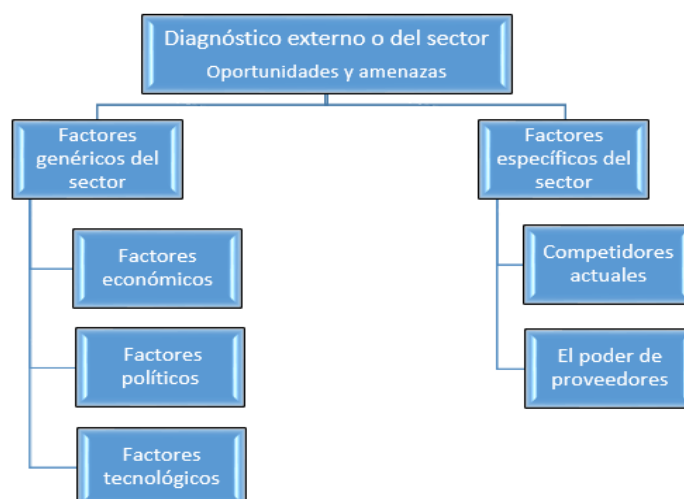 Diagnóstico externo o del sector
Oportunidades y amenazas
Factores
genéricos del
sector
Factores
económicos
Factores
políticos
Factores
tecnológicos
Factores
específicos del
sector
Competidores
actuales
El poder de
proveedores